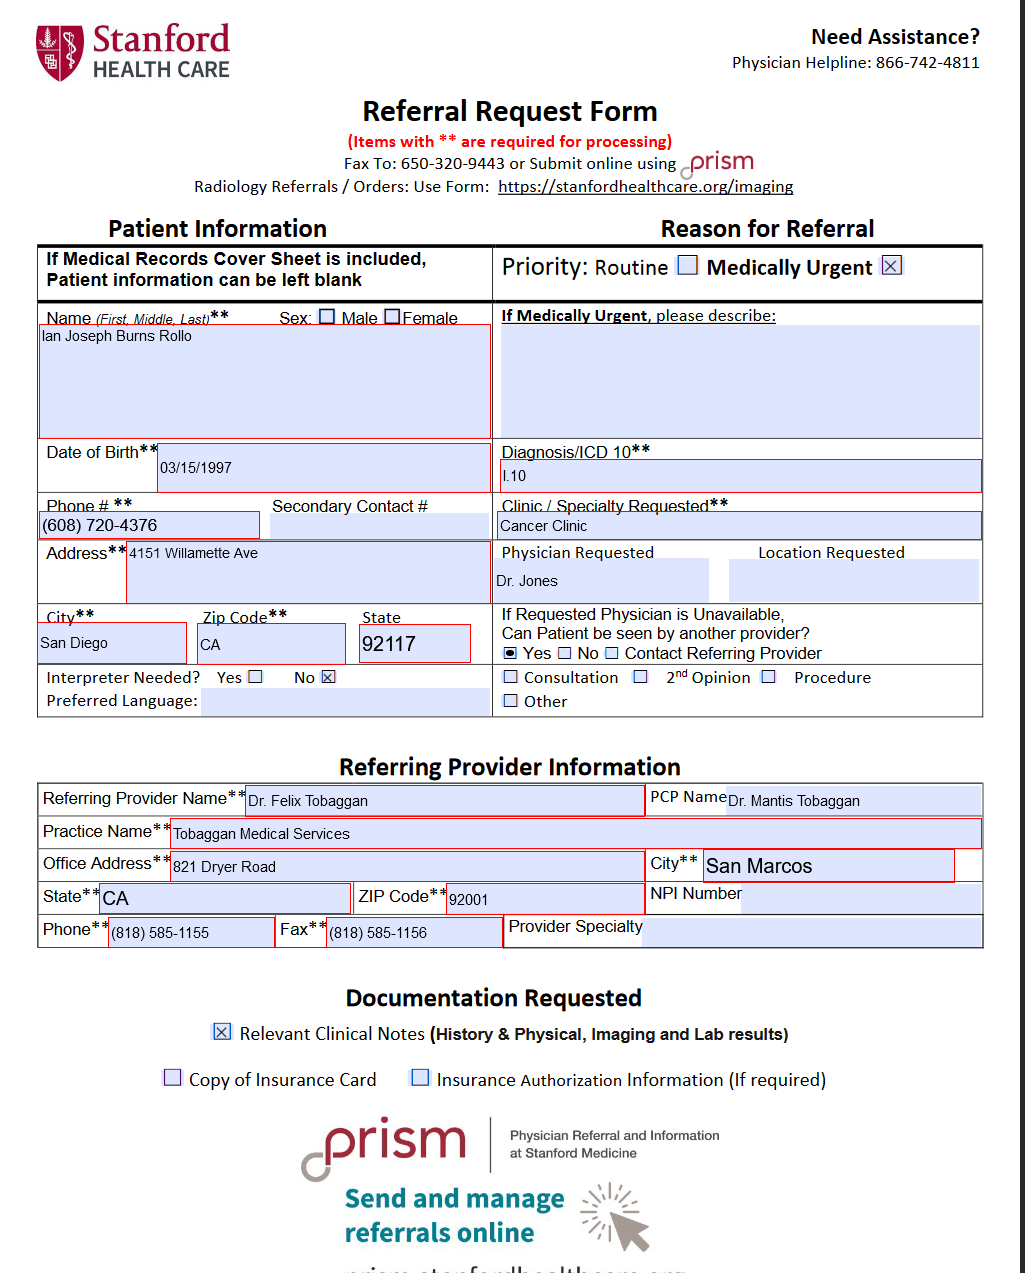 Stanford
HEALTH CARE
Need Assistance?
Physician Helpline: 866-742-4811
Referral Request Form
(Items with ** are required for processing)
Fax To: 650-320-9443 or Submit online using prism
Radiology Referrals / Orders: Use Form: https://stanfordhealthcare.org/imaging
Patient Information
Reason for Referral
If Medical Records Cover Sheet is included,
Patient information can be left blank
Priority: Routine Medically Urgent
Name (First, Middle, Last)** Sex: Male Female
Ian Joseph Burns Rollo
If Medically Urgent, please describe:
Date of Birth** 03/15/1997
Diagnosis/ICD 10**
I.10
Phone # ** Secondary Contact #
(608) 720-4376
Clinic / Specialty Requested**
Cancer Clinic
Address** 4151 Willamette Ave
Physician Requested Location Requested
Dr. Jones
City** Zip Code** State
San Diego CA 92117
If Requested Physician is Unavailable,
Can Patient be seen by another provider?
Yes No Contact Referring Provider
Interpreter Needed? Yes No
Preferred Language:
Consultation 2nd Opinion Procedure
Other
Referring Provider Information
Referring Provider Name** Dr. Felix Tobaggan PCP Name Dr. Mantis Tobaggan
Practice Name** Tobaggan Medical Services
Office Address** 821 Dryer Road City** San Marcos
State** CA ZIP Code** 92001 NPI Number
Phone** (818) 585-1155 Fax** (818) 585-1156 Provider Specialty
Documentation Requested
Relevant Clinical Notes (History & Physical, Imaging and Lab results)
Copy of Insurance Card Insurance Authorization Information (If required)
prism
Physician Referral and Information
at Stanford Medicine
Send and manage
referrals online